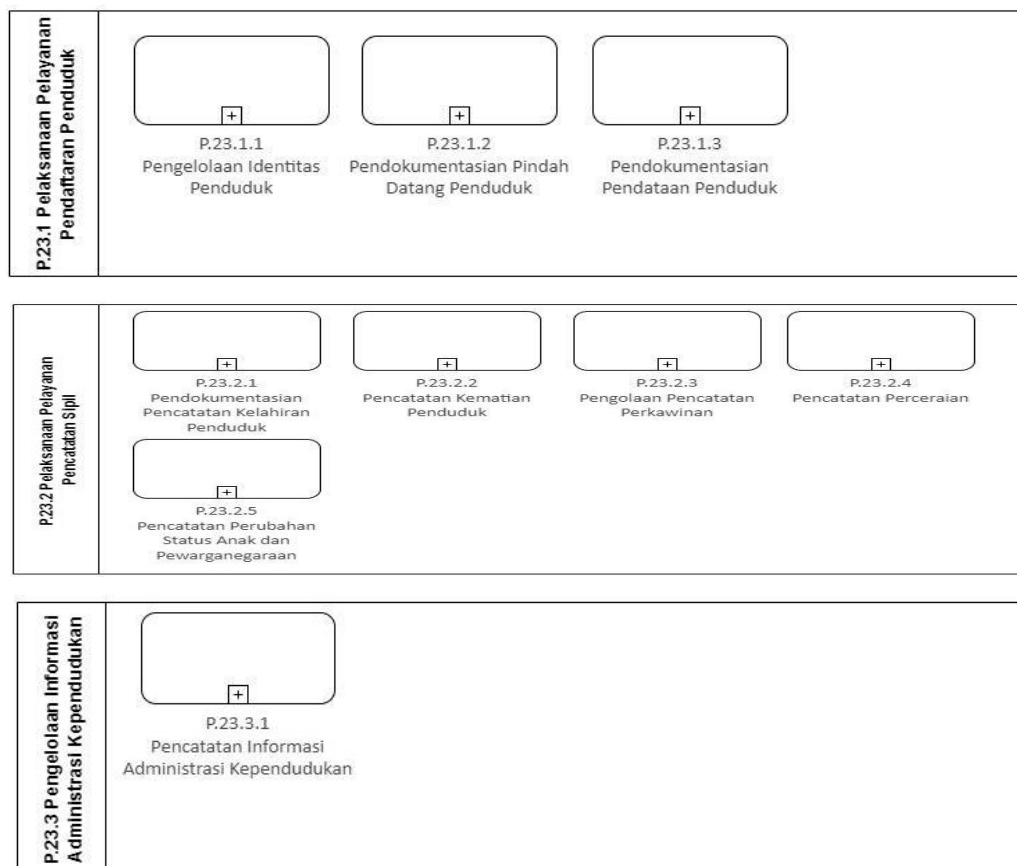 P.23.1 Pelaksanaan Pelayanan
Pendaftaran Penduduk
+
P.23.1.1
Pengelolaan Identitas
Penduduk
+
P.23.1.2
Pendokumentasian Pindah
Datang Penduduk
+
P.23.1.3
Pendokumentasian
Pendataan Penduduk
P.23.2 Pelaksanaan Pelayanan
Pencatatan Sipil
+
P.23.2.1
Pendokumentasian
Pencatatan Kelahiran
Penduduk
+
P.23.2.2
Pencatatan Kematian
Penduduk
+
P.23.2.3
Pengolaan Pencatatan
Perkawinan
+
P.23.2.4
Pencatatan Perceraian
+
P.23.2.5
Pencatatan Perubahan
Status Anak dan
Pewarganegaraan
P.23.3 Pengelolaan Informasi
Administrasi Kependudukan
+
P.23.3.1
Pencatatan Informasi
Administrasi Kependudukan